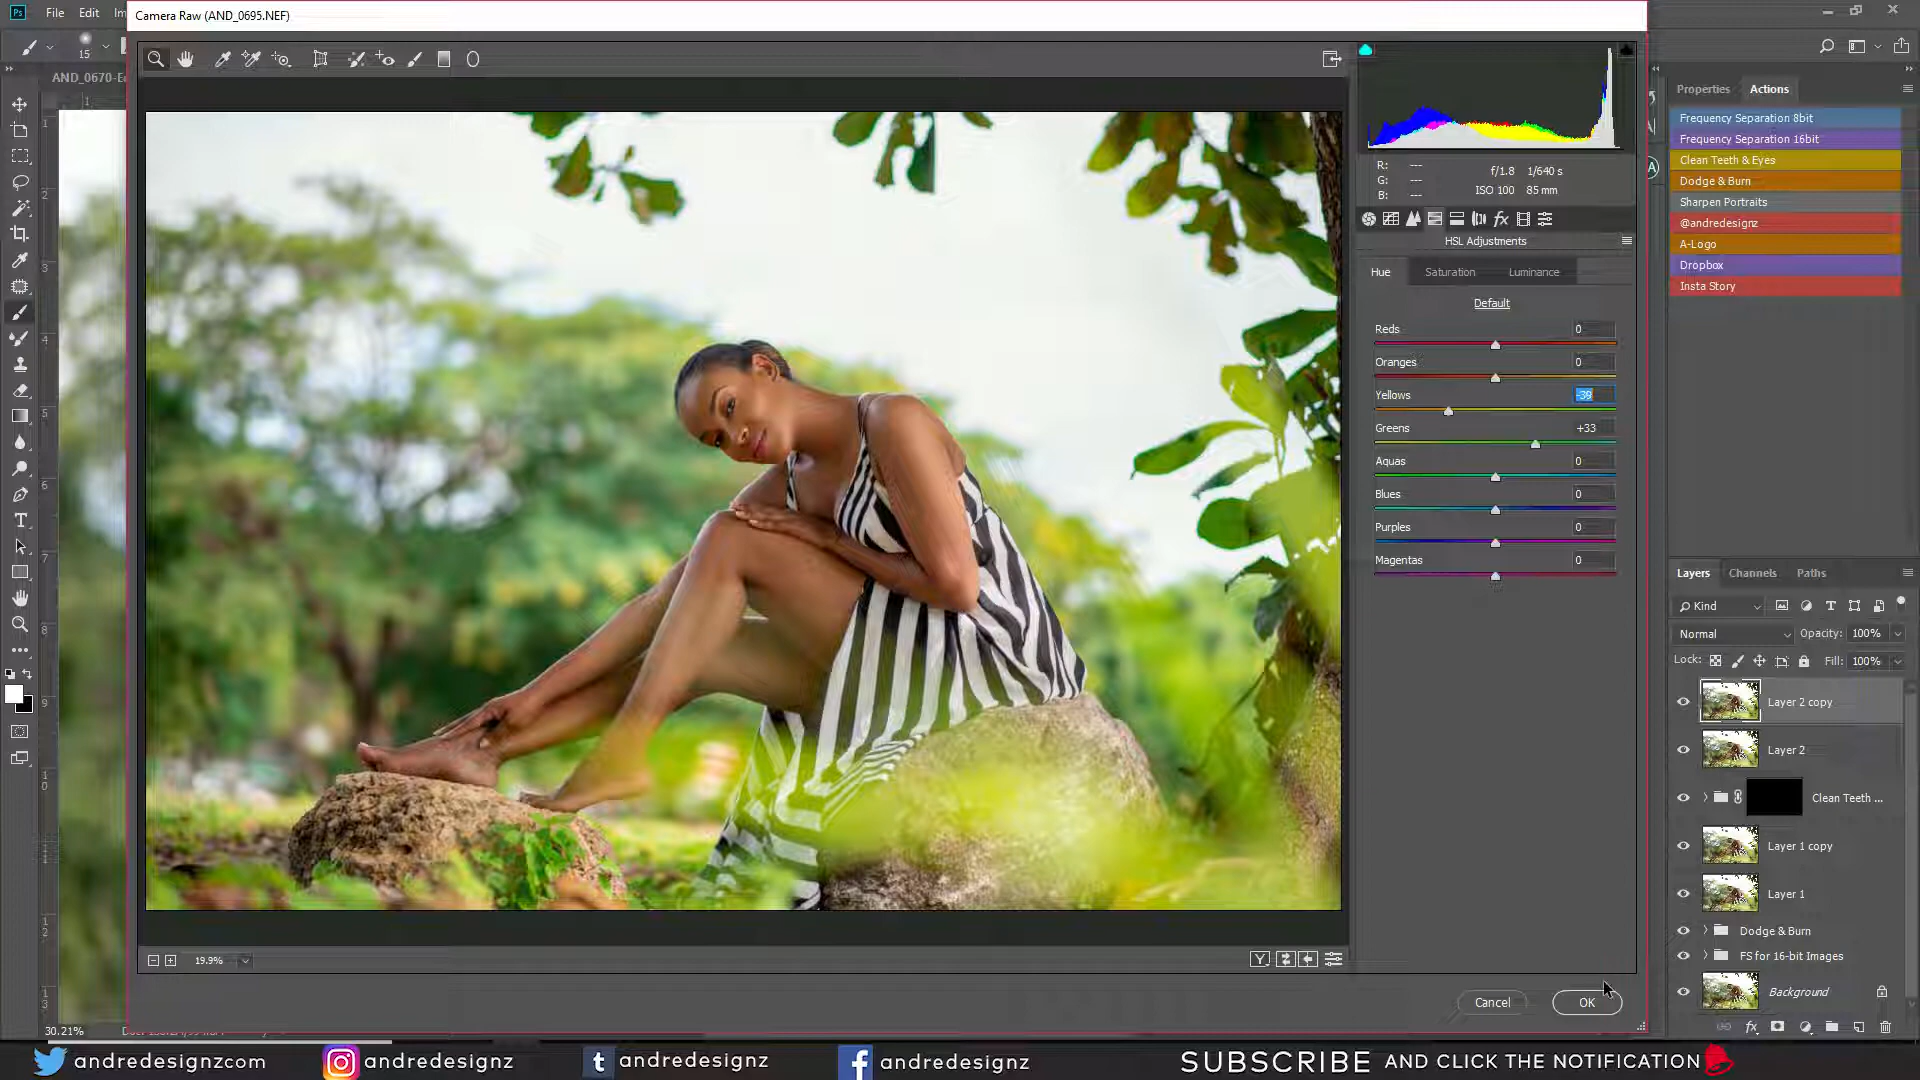 Camera Raw (AND_0695.NEF)
Ps File Edit Im
15
AND_0670-Ed
R: ---
G: ---
B: ---
f/1.8 1/640 s
ISO 100 85 mm
HSL Adjustments
Hue Saturation Luminance
Default
Reds 0
Oranges 0
Yellows -39
Greens +33
Aquas 0
Blues 0
Purples 0
Magentas 0
19.9%
Y
Cancel OK
30.21%
Properties Actions
Frequency Separation 8bit
Frequency Separation 16bit
Clean Teeth & Eyes
Dodge & Burn
Sharpen Portraits
@andredesignz
A-Logo
Dropbox
Insta Story
Layers Channels Paths
Kind
Normal Opacity: 100%
Lock: Fill: 100%
Layer 2 copy
Layer 2
Clean Teeth ...
Layer 1 copy
Layer 1
Dodge & Burn
FS for 16-bit Images
Background
andredesignzcom andredesignz andredesignz andredesignz SUBSCRIBE AND CLICK THE NOTIFICATION